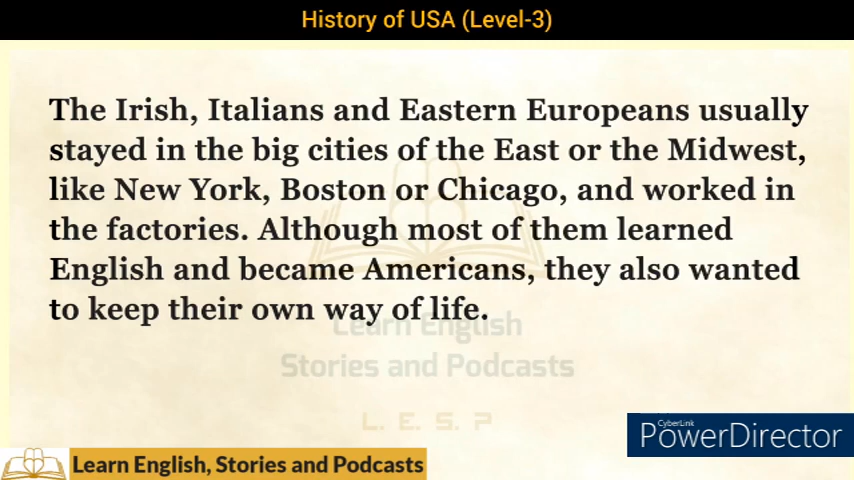 History of USA (Level-3)
The Irish, Italians and Eastern Europeans usually
stayed in the big cities of the East or the Midwest,
like New York, Boston or Chicago, and worked in
the factories. Although most of them learned
English and became Americans, they also wanted
to keep their own way of life.
Learn English
Stories and Podcasts
L. E. S. P
CyberLink
PowerDirector
Learn English, Stories and Podcasts